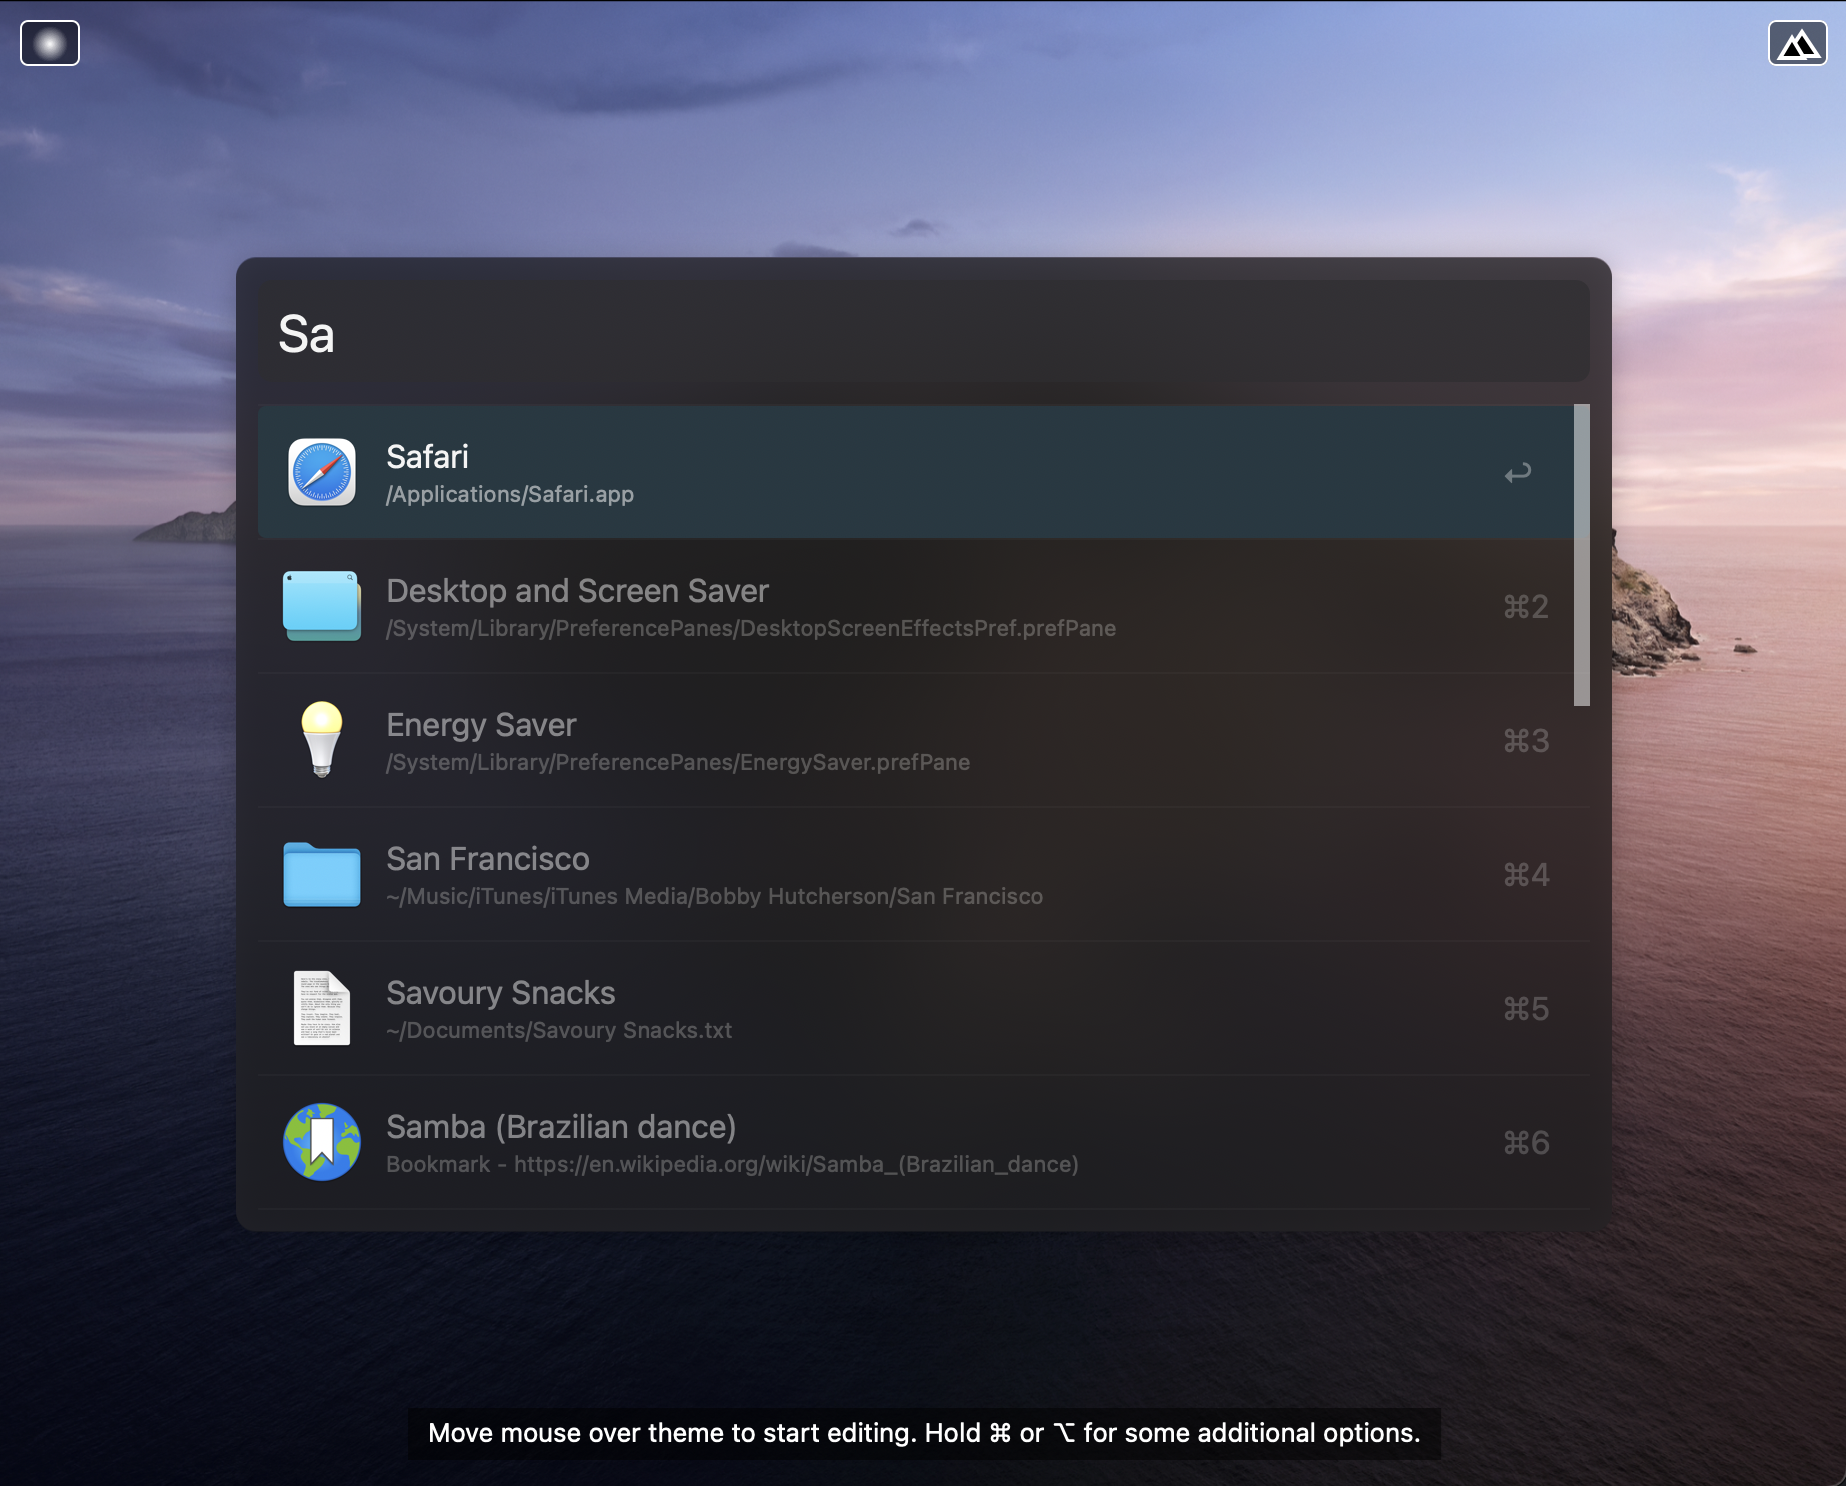 Sa
Safari
/Applications/Safari.app
Desktop and Screen Saver
/System/Library/PreferencePanes/DesktopScreenEffectsPref.prefPane
⌘2
Energy Saver
/System/Library/PreferencePanes/EnergySaver.prefPane
⌘3
San Francisco
~/Music/iTunes/iTunes Media/Bobby Hutcherson/San Francisco
⌘4
Savoury Snacks
~/Documents/Savoury Snacks.txt
⌘5
Samba (Brazilian dance)
Bookmark - https://en.wikipedia.org/wiki/Samba_(Brazilian_dance)
⌘6
Move mouse over theme to start editing. Hold ⌘ or ⌥ for some additional options.